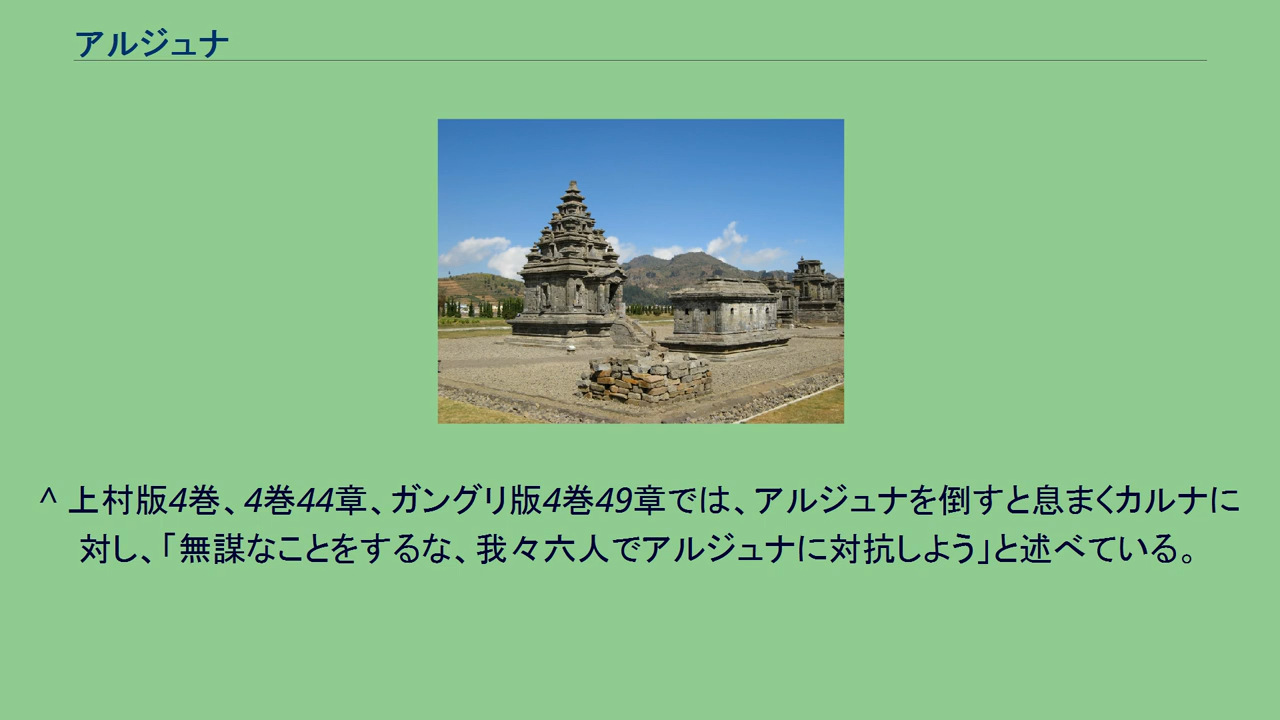 アルジュナ
^ 上村版4巻、4巻44章、ガングリ版4巻49章では、アルジュナを倒すと息まくカルナに
対し、「無謀なことをするな、我々六人でアルジュナに対抗しよう」と述べている。